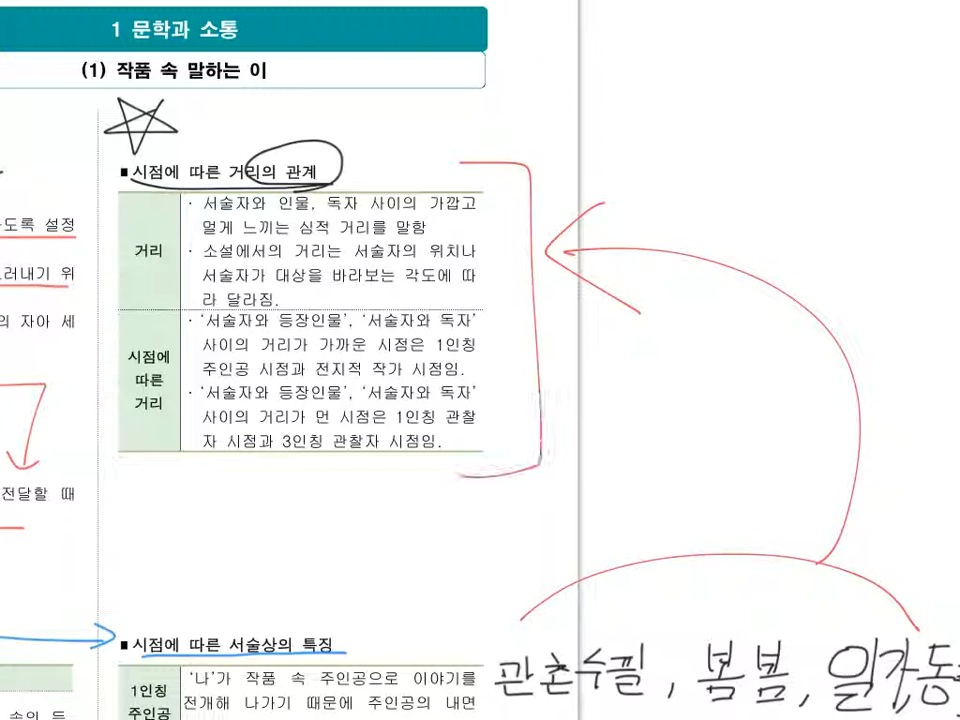 1 문학과 소통
(1) 작품 속 말하는 이
■ 시점에 따른 거리의 관계
거리
· 서술자와 인물, 독자 사이의 가깝고
멀게 느끼는 심적 거리를 말함
· 소설에서의 거리는 서술자의 위치나
서술자가 대상을 바라보는 각도에 따
라 달라짐.
시점에
따른
거리
· ‘서술자와 등장인물’, ‘서술자와 독자’
사이의 거리가 가까운 시점은 1인칭
주인공 시점과 전지적 작가 시점임.
· ‘서술자와 등장인물’, ‘서술자와 독자’
사이의 거리가 먼 시점은 1인칭 관찰
자 시점과 3인칭 관찰자 시점임.
도록 설정
러내기 위
의 자아 세
전달할 때
■ 시점에 따른 서술상의 특징
1인칭
주인공
‘나’가 작품 속 주인공으로 이야기를
전개해 나가기 때문에 주인공의 내면
속의 등
관촌수필, 봄봄,